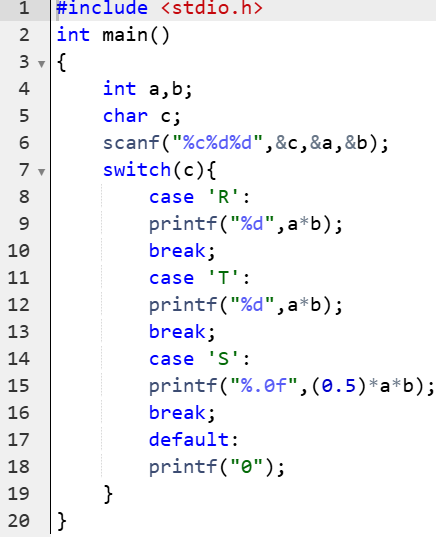 1 #include <stdio.h>
2 int main()
3 {
4 int a,b;
5 char c;
6 scanf("%c%d%d",&c,&a,&b);
7 switch(c){
8 case 'R':
9 printf("%d",a*b);
10 break;
11 case 'T':
12 printf("%d",a*b);
13 break;
14 case 'S':
15 printf("%.0f",(0.5)*a*b);
16 break;
17 default:
18 printf("0");
19 }
20 }